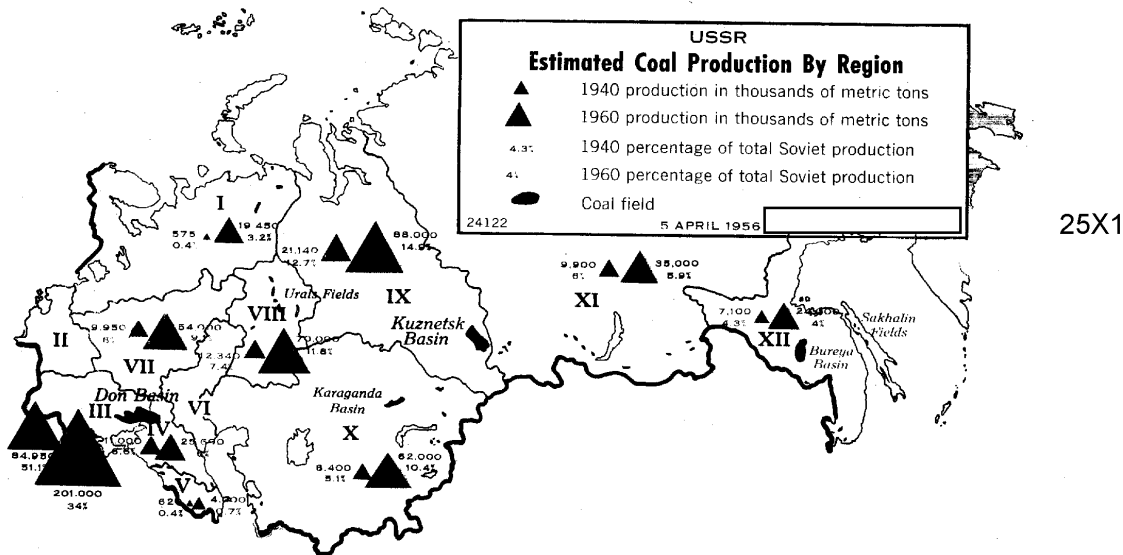 USSR
Estimated Coal Production By Region
1940 production in thousands of metric tons
1960 production in thousands of metric tons
4.3% 1940 percentage of total Soviet production
4% 1960 percentage of total Soviet production
Coal field
24122 5 APRIL 1956
25X1
I
575
0.4%
19.450
3.2%
21.140
12.7%
88.000
14.9%
IX
Urals Fields
VIII
12.340
7.4%
70.000
11.8%
Kuznetsk
Basin
II
9.950
6%
54.000
VII
Don Basin
III
84.950
51.1%
201.000
34%
IV
VI
V
0.4%
0.7%
Karaganda
Basin
X
5.1%
62.000
10.4%
9,900
6%
35,000
5.9%
XI
7,100
4.3%
4%
XII
Sakhalin
Fields
Bureya
Basin